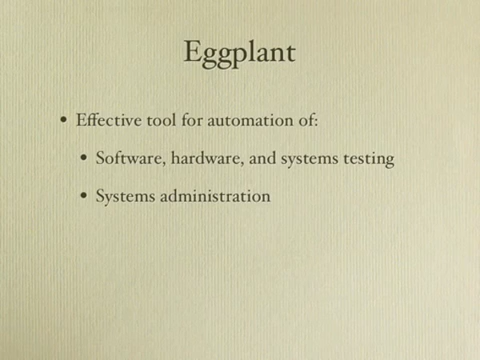 Eggplant
• Effective tool for automation of:
• Software, hardware, and systems testing
• Systems administration